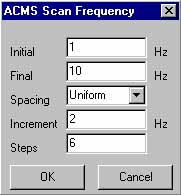 ACMS Scan Frequency
Initial 1 Hz
Final 10 Hz
Spacing Uniform
Increment 2 Hz
Steps 6
OK Cancel